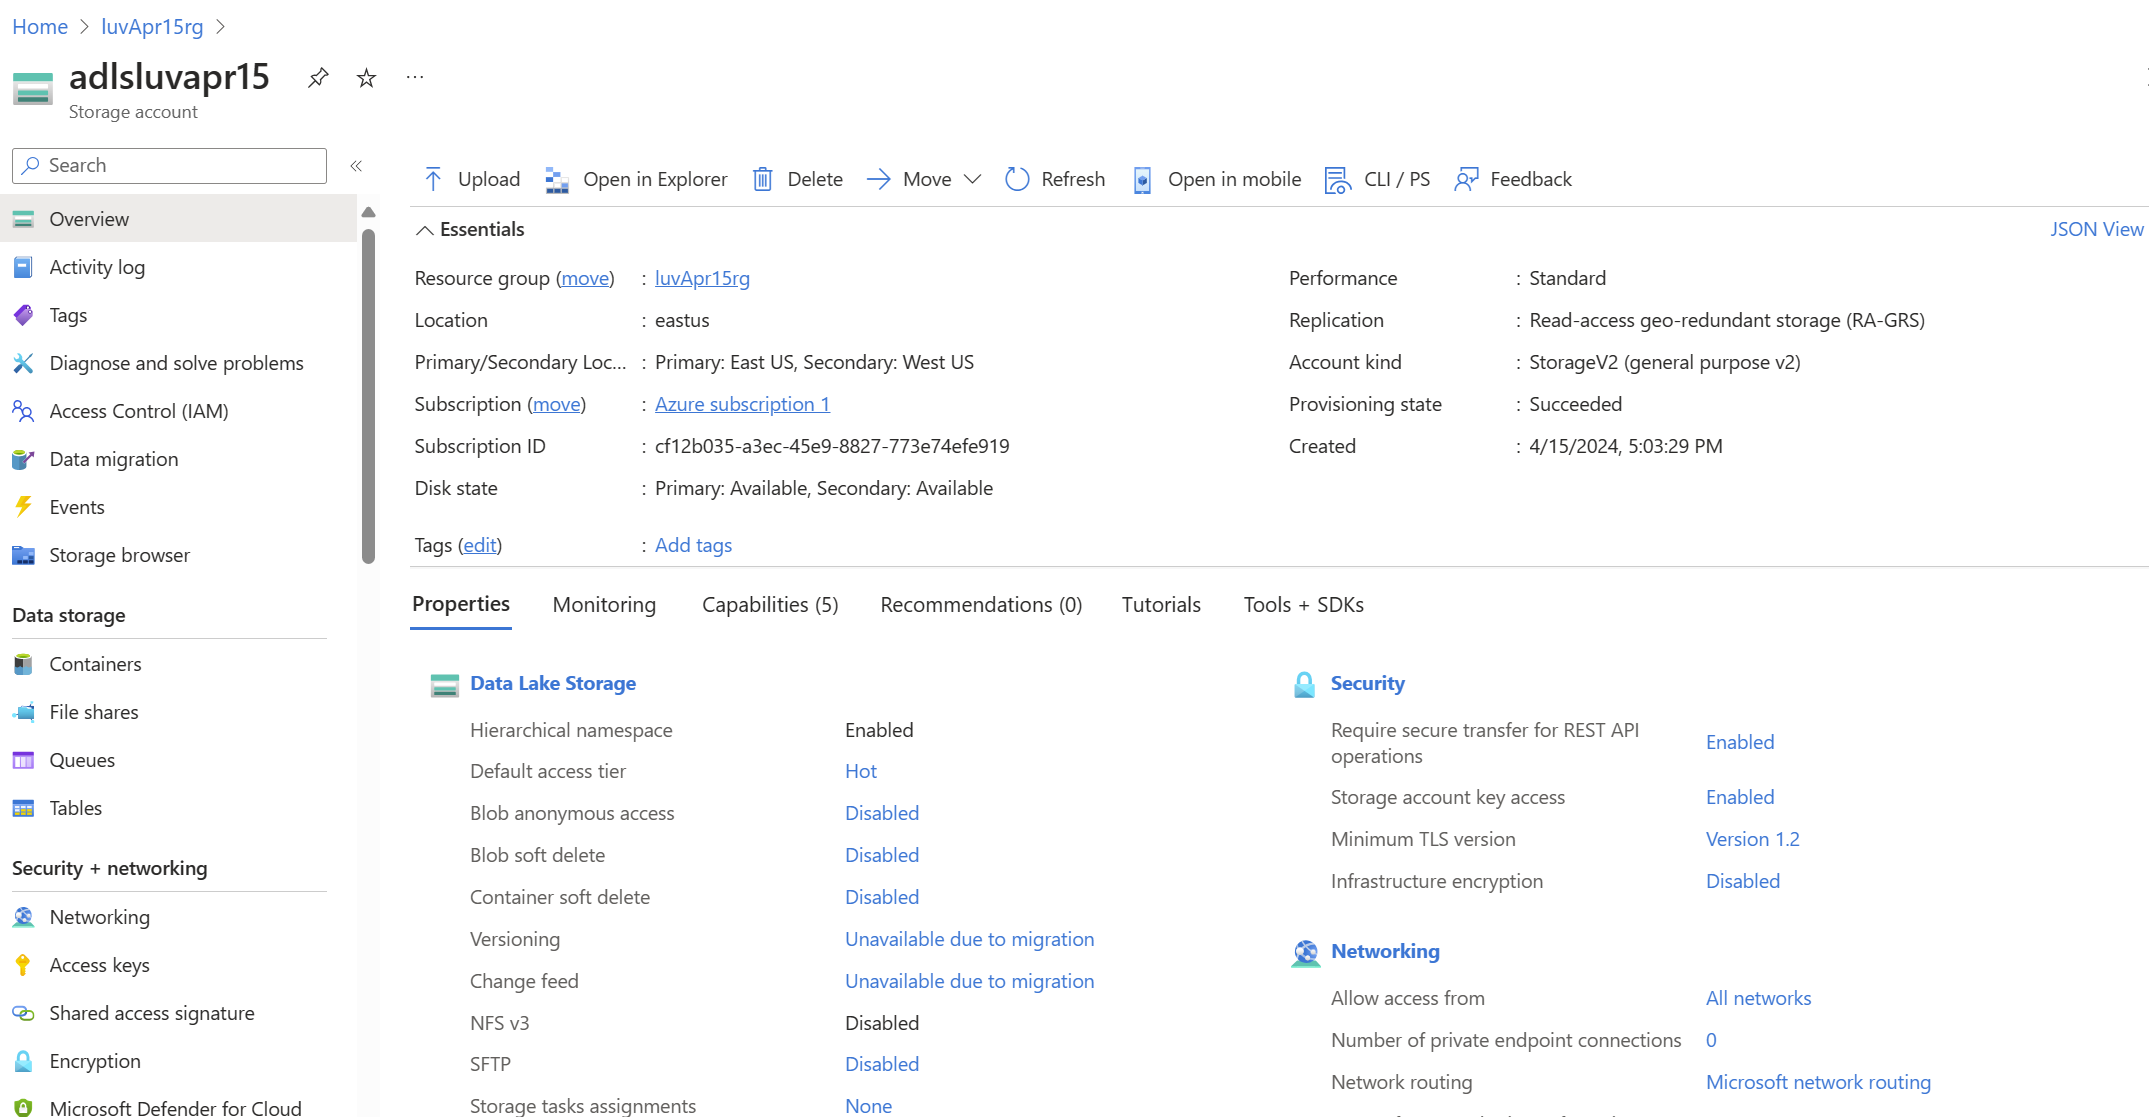 Home > luvApr15rg >
adlsluvapr15
Storage account
Search
Overview
Activity log
Tags
Diagnose and solve problems
Access Control (IAM)
Data migration
Events
Storage browser
Data storage
Containers
File shares
Queues
Tables
Security + networking
Networking
Access keys
Shared access signature
Encryption
Microsoft Defender for Cloud
Upload Open in Explorer Delete Move Refresh Open in mobile CLI / PS Feedback
Essentials JSON View
Resource group (move) : luvApr15rg
Location : eastus
Primary/Secondary Loc... : Primary: East US, Secondary: West US
Subscription (move) : Azure subscription 1
Subscription ID : cf12b035-a3ec-45e9-8827-773e74efe919
Disk state : Primary: Available, Secondary: Available
Tags (edit) : Add tags
Performance : Standard
Replication : Read-access geo-redundant storage (RA-GRS)
Account kind : StorageV2 (general purpose v2)
Provisioning state : Succeeded
Created : 4/15/2024, 5:03:29 PM
Properties Monitoring Capabilities (5) Recommendations (0) Tutorials Tools + SDKs
Data Lake Storage
Hierarchical namespace Enabled
Default access tier Hot
Blob anonymous access Disabled
Blob soft delete Disabled
Container soft delete Disabled
Versioning Unavailable due to migration
Change feed Unavailable due to migration
NFS v3 Disabled
SFTP Disabled
Storage tasks assignments None
Security
Require secure transfer for REST API
operations Enabled
Storage account key access Enabled
Minimum TLS version Version 1.2
Infrastructure encryption Disabled
Networking
Allow access from All networks
Number of private endpoint connections 0
Network routing Microsoft network routing